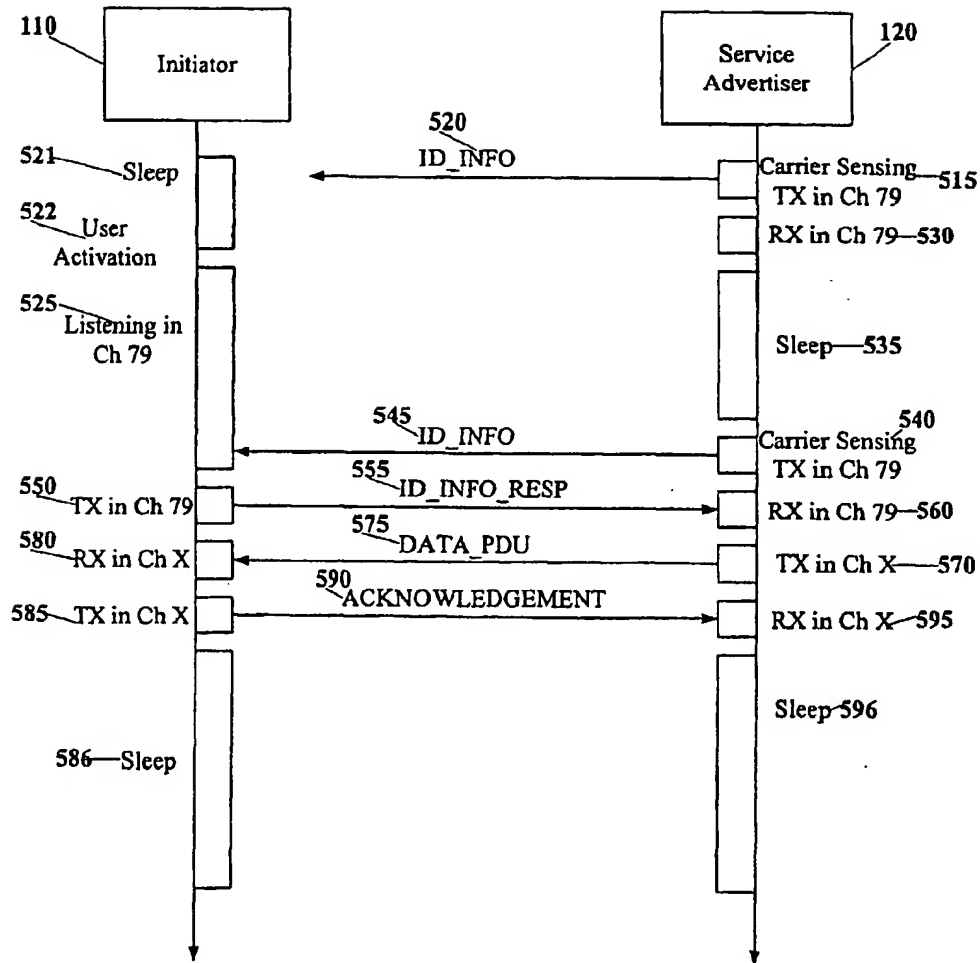 110
Initiator
Service
Advertiser
120
521
Sleep
520
ID_INFO
Carrier Sensing
TX in Ch 79
515
522
User
Activation
RX in Ch 79
530
525
Listening in
Ch 79
Sleep
535
545
ID_INFO
540
Carrier Sensing
TX in Ch 79
550
TX in Ch 79
555
ID_INFO_RESP
RX in Ch 79
560
580
RX in Ch X
575
DATA_PDU
TX in Ch X
570
590
ACKNOWLEDGEMENT
585
TX in Ch X
RX in Ch X
595
Sleep
596
586
Sleep